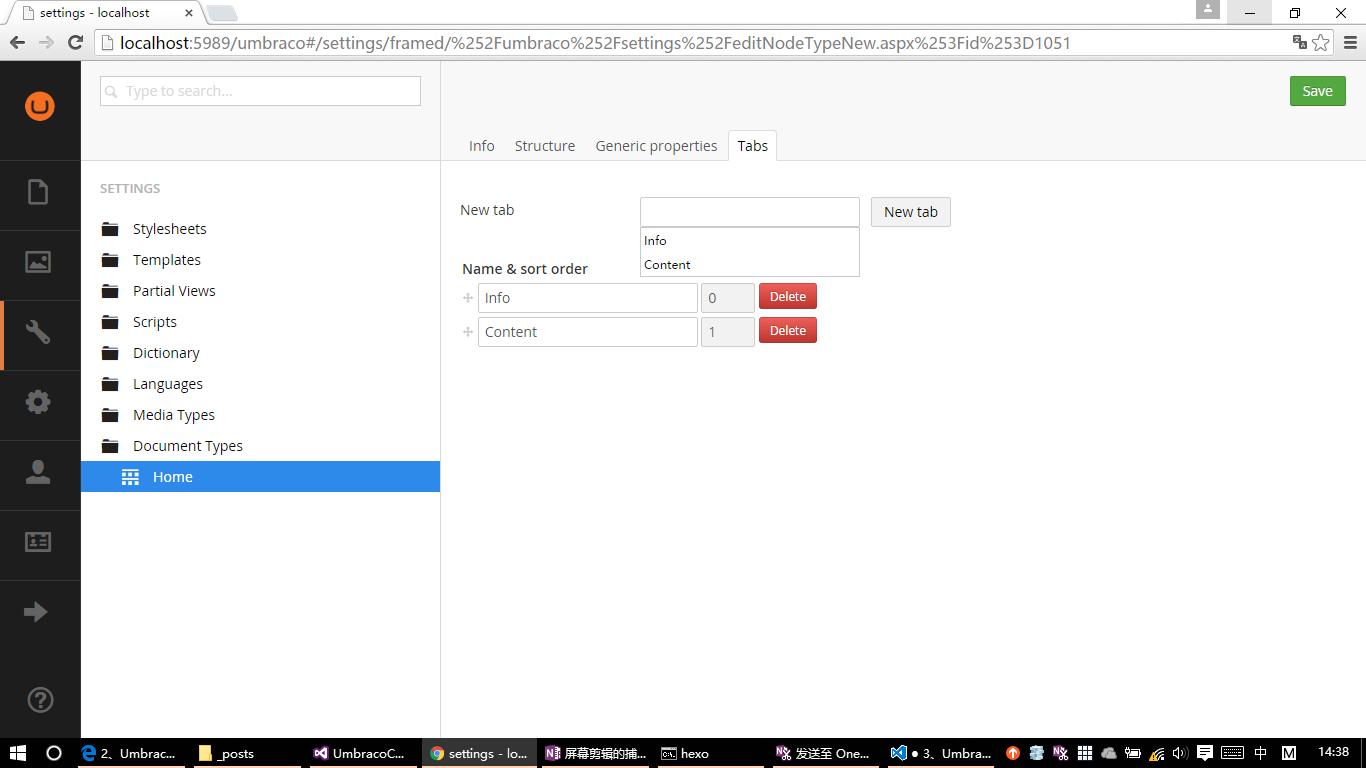 settings - localhost
localhost:5989/umbraco#/settings/framed/%252Fumbraco%252Fsettings%252FeditNodeTypeNew.aspx%253Fid%253D1051
Type to search...
Save
Info Structure Generic properties Tabs
SETTINGS
Stylesheets
Templates
Partial Views
Scripts
Dictionary
Languages
Media Types
Document Types
Home
New tab
New tab
Info
Content
Name & sort order
Info 0 Delete
Content 1 Delete
2、Umbrac... _posts UmbracoC... settings - lo... 屏幕剪辑的捕... hexo 发送至 One... ● 3、Umbra... 中 M 14:38